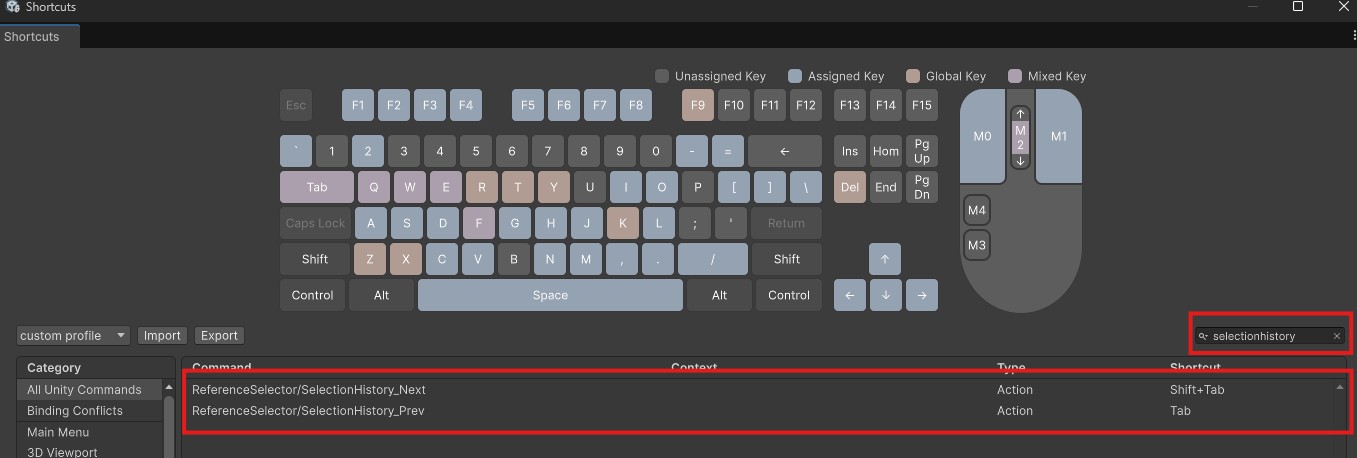 Shortcuts
Shortcuts
Unassigned Key Assigned Key Global Key Mixed Key
Esc F1 F2 F3 F4 F5 F6 F7 F8 F9 F10 F11 F12 F13 F14 F15
` 1 2 3 4 5 6 7 8 9 0 - = ← Ins Hom Pg Up
Tab Q W E R T Y U I O P [ ] \ Del End Pg Dn
Caps Lock A S D F G H J K L ; ' Return
Shift Z X C V B N M , . / Shift ↑
Control Alt Space Alt Control ← ↓ →
M0 ↑ M 2 ↓ M1
M4
M3
custom profile Import Export selectionhistory ×
Category Command Context Type Shortcut
All Unity Commands ReferenceSelector/SelectionHistory_Next Action Shift+Tab
Binding Conflicts ReferenceSelector/SelectionHistory_Prev Action Tab
Main Menu
3D Viewport